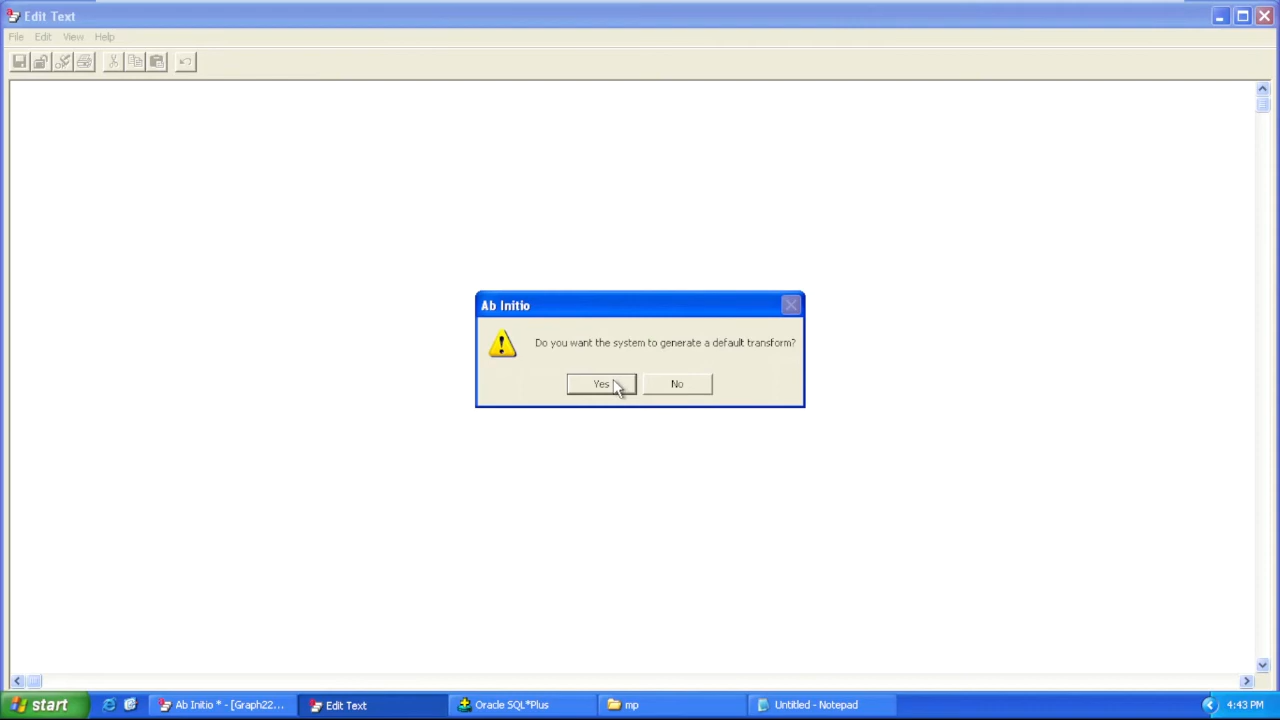 Edit Text
File Edit View Help
Ab Initio
Do you want the system to generate a default transform?
Yes No
start Ab Initio * - [Graph22... Edit Text Oracle SQL*Plus mp Untitled - Notepad 4:43 PM